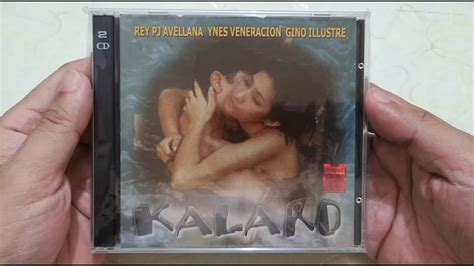 REY PJ AVELLANA YNES VENERACION GINO ILLUSTRE
2
CD
KALARO